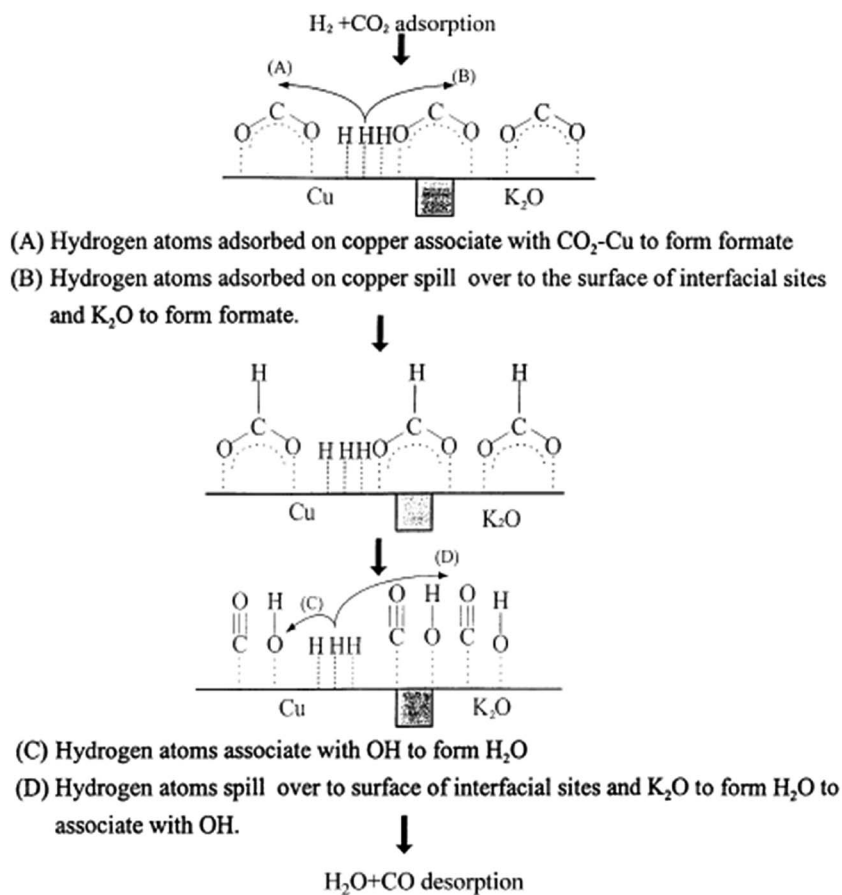 H₂ +CO₂ adsorption
(A) (B)
C C C
O O H HHO O O O
Cu K₂O
(A) Hydrogen atoms adsorbed on copper associate with CO₂-Cu to form formate
(B) Hydrogen atoms adsorbed on copper spill over to the surface of interfacial sites
and K₂O to form formate.
H H H
C C C
O O H HHO O O O
Cu K₂O
(D)
O H (C) O H O H
C O H HH C O C O
Cu K₂O
(C) Hydrogen atoms associate with OH to form H₂O
(D) Hydrogen atoms spill over to surface of interfacial sites and K₂O to form H₂O to
associate with OH.
H₂O+CO desorption